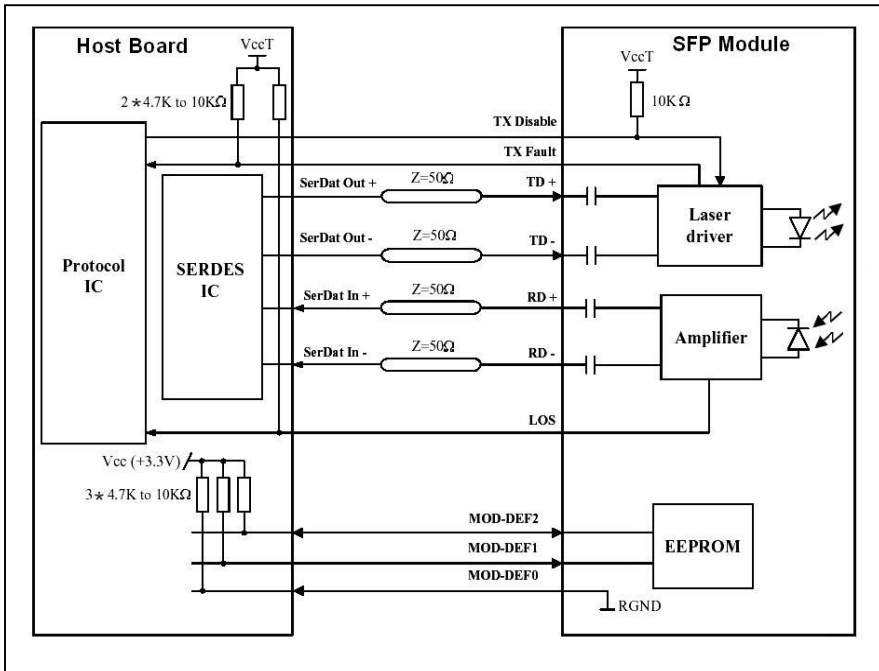 Host Board
SFP Module
VccT
VccT
2∗4.7K to 10KΩ
10KΩ
TX Disable
TX Fault
SerDat Out +
Z=50Ω
TD +
Laser
driver
SerDat Out -
Z=50Ω
TD -
Protocol
IC
SERDES
IC
SerDat In +
Z=50Ω
RD +
Amplifier
SerDat In -
Z=50Ω
RD -
LOS
Vcc (+3.3V)
3∗4.7K to 10KΩ
MOD-DEF2
EEPROM
MOD-DEF1
MOD-DEF0
RGND